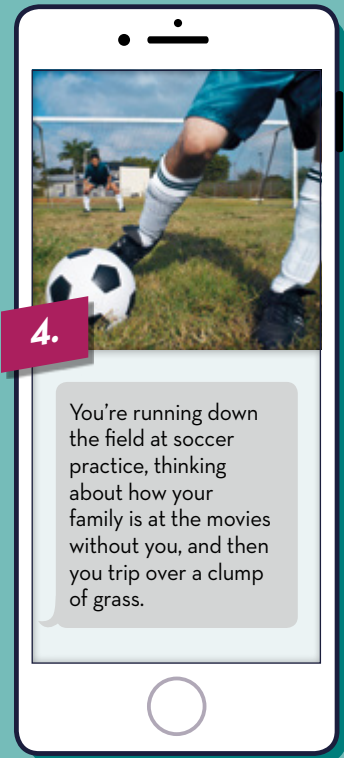 4.
You’re running down
the field at soccer
practice, thinking
about how your
family is at the movies
without you, and then
you trip over a clump
of grass.